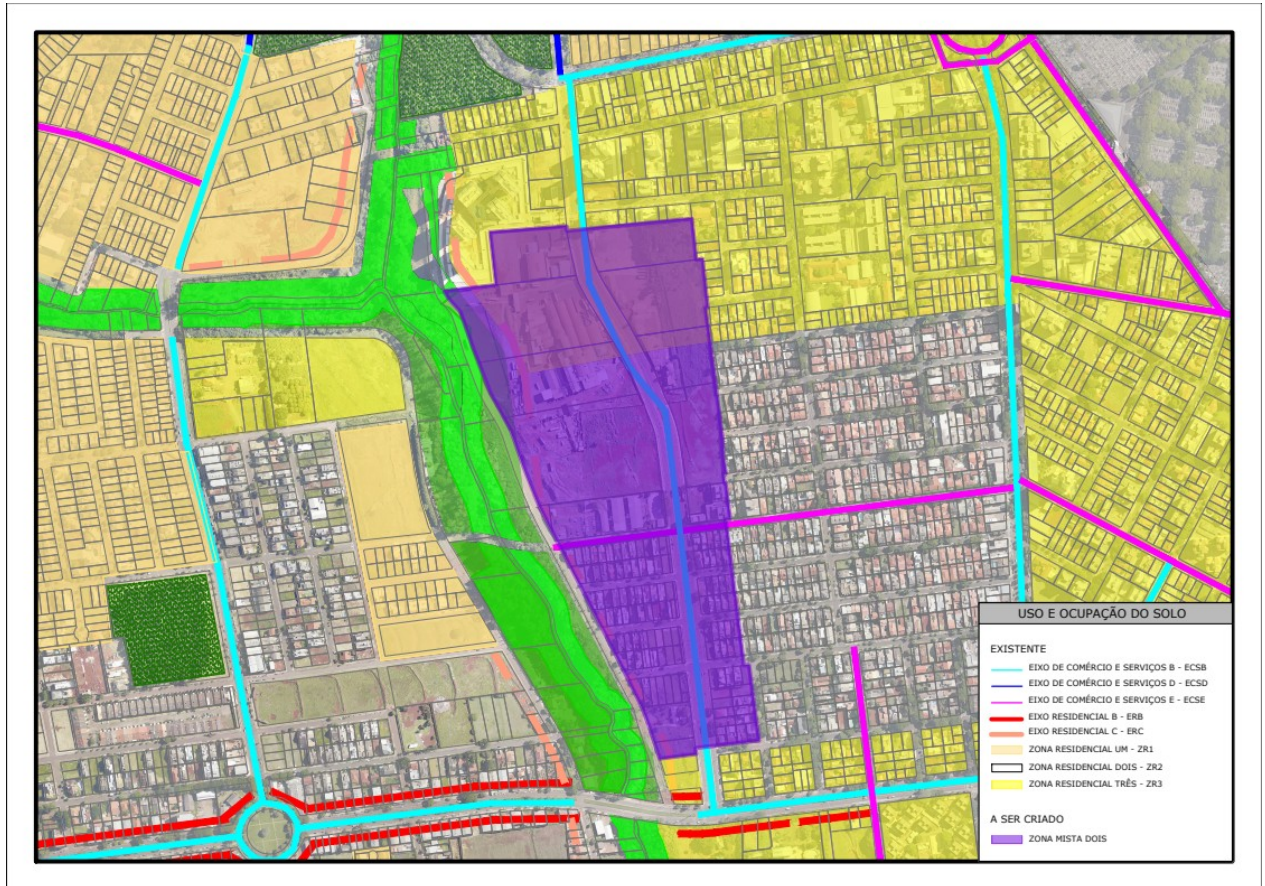 USO E OCUPAÇÃO DO SOLO
EXISTENTE
EIXO DE COMÉRCIO E SERVIÇOS B - ECSB
EIXO DE COMÉRCIO E SERVIÇOS D - ECSD
EIXO DE COMÉRCIO E SERVIÇOS E - ECSE
EIXO RESIDENCIAL B - ERB
EIXO RESIDENCIAL C - ERC
ZONA RESIDENCIAL UM - ZR1
ZONA RESIDENCIAL DOIS - ZR2
ZONA RESIDENCIAL TRÊS - ZR3
A SER CRIADO
ZONA MISTA DOIS